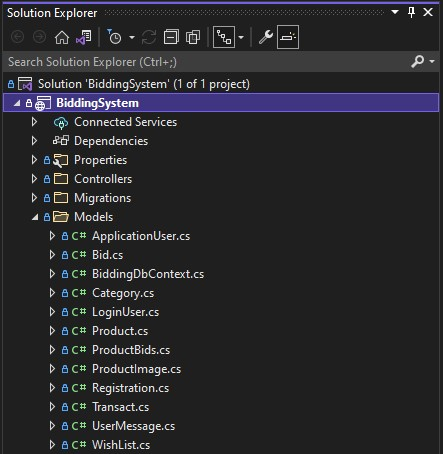 Solution Explorer
Search Solution Explorer (Ctrl+;)
Solution 'BiddingSystem' (1 of 1 project)
BiddingSystem
Connected Services
Dependencies
Properties
Controllers
Migrations
Models
C# ApplicationUser.cs
C# Bid.cs
C# BiddingDbContext.cs
C# Category.cs
C# LoginUser.cs
C# Product.cs
C# ProductBids.cs
C# ProductImage.cs
C# Registration.cs
C# Transact.cs
C# UserMessage.cs
C# WishList.cs